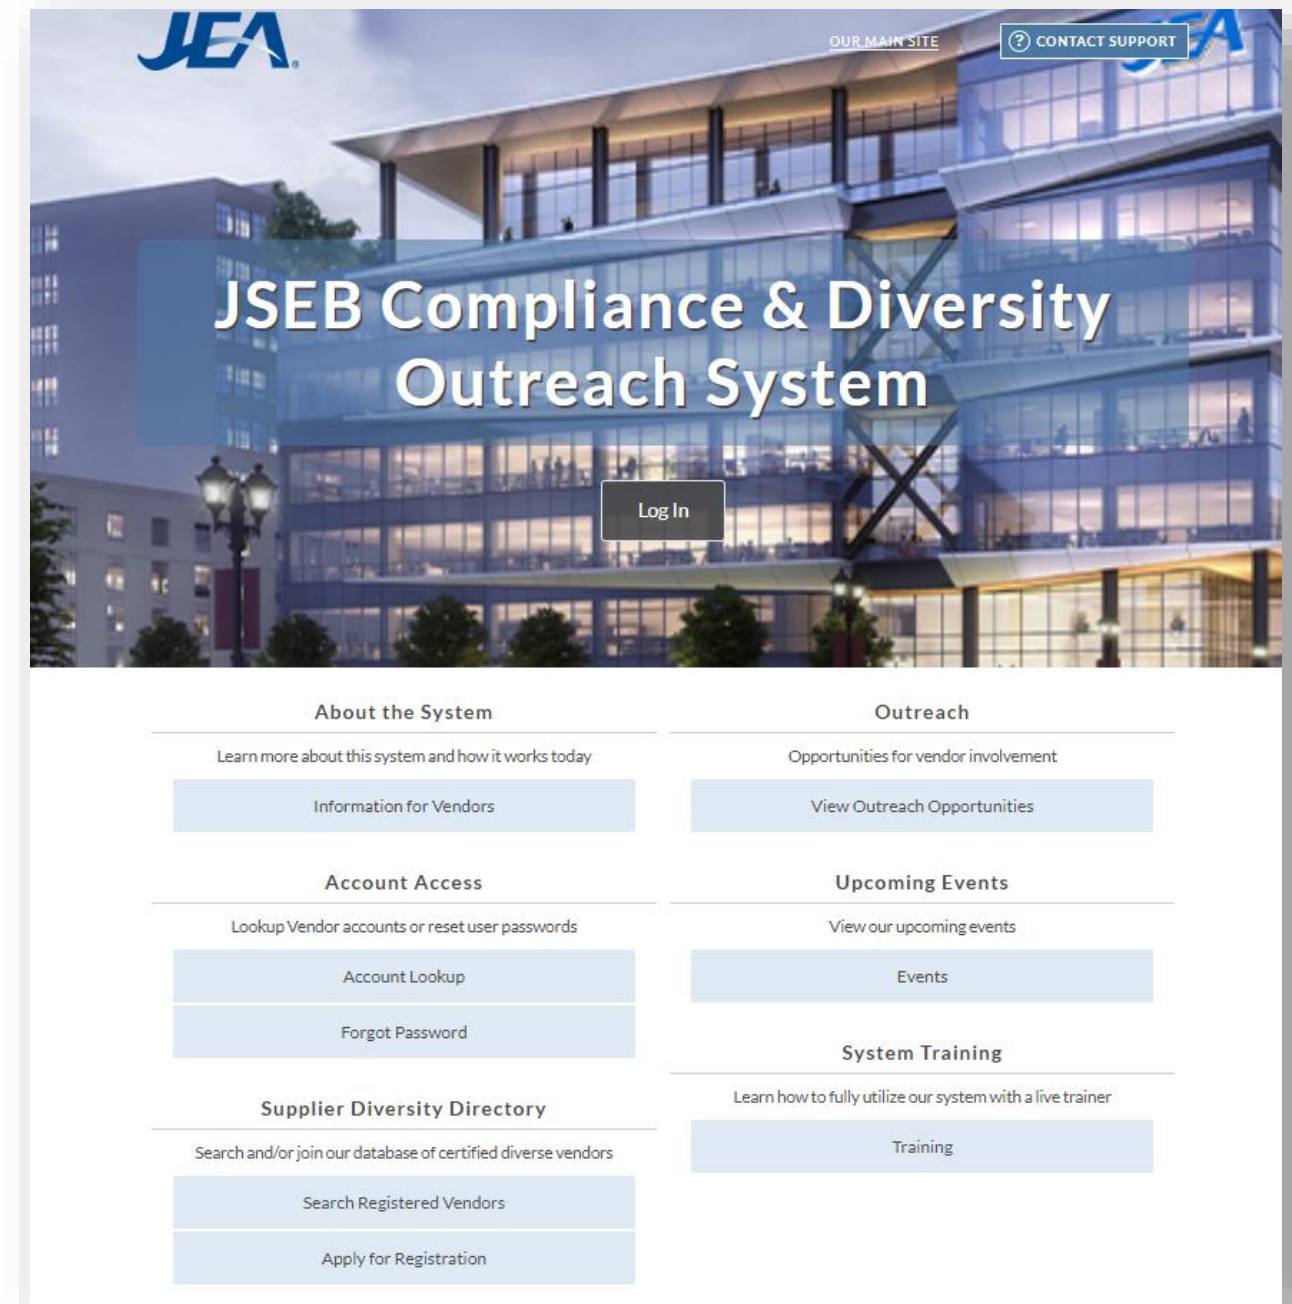 JEA
OUR MAIN SITE
? CONTACT SUPPORT
JEA
JSEB Compliance & Diversity
Outreach System
Log In
About the System
Learn more about this system and how it works today
Information for Vendors
Account Access
Lookup Vendor accounts or reset user passwords
Account Lookup
Forgot Password
Supplier Diversity Directory
Search and/or join our database of certified diverse vendors
Search Registered Vendors
Apply for Registration
Outreach
Opportunities for vendor involvement
View Outreach Opportunities
Upcoming Events
View our upcoming events
Events
System Training
Learn how to fully utilize our system with a live trainer
Training